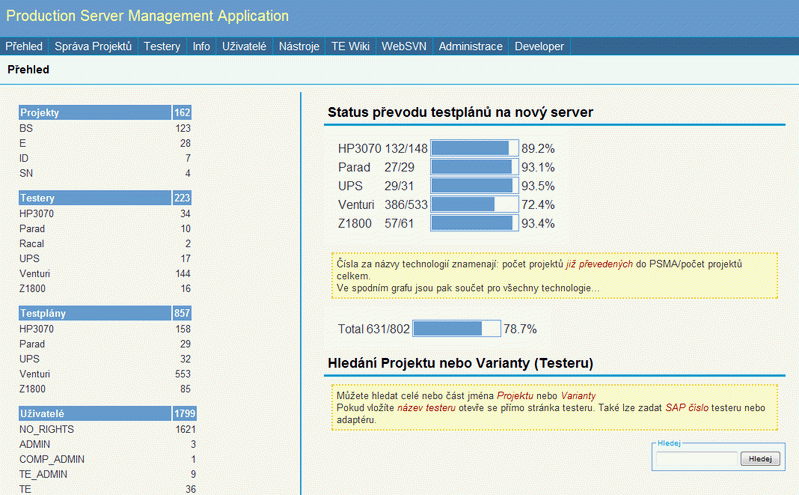 Production Server Management Application
Přehled Správa Projektů Testery Info Uživatelé Nástroje TE Wiki WebSVN Administrace Developer
Přehled
Projekty 162
BS 123
E 28
ID 7
SN 4
Testery 223
HP3070 34
Parad 10
Racal 2
UPS 17
Venturi 144
Z1800 16
Testplány 857
HP3070 158
Parad 29
UPS 32
Venturi 553
Z1800 85
Uživatelé 1799
NO_RIGHTS 1621
ADMIN 3
COMP_ADMIN 1
TE_ADMIN 9
TE 36
Status převodu testplánů na nový server
HP3070 132/148 89.2%
Parad 27/29 93.1%
UPS 29/31 93.5%
Venturi 386/533 72.4%
Z1800 57/61 93.4%
Čísla za názvy technologií znamenají: počet projektů již převedených do PSMA/počet projektů
celkem.
Ve spodním grafu jsou pak součet pro všechny technologie...
Total 631/802 78.7%
Hledání Projektu nebo Varianty (Testeru)
Můžete hledat celé nebo část jména Projektu nebo Varianty
Pokud vložíte název testeru otevře se přímo stránka testeru. Také lze zadat SAP číslo testeru nebo
adaptéru.
Hledej
Hledej